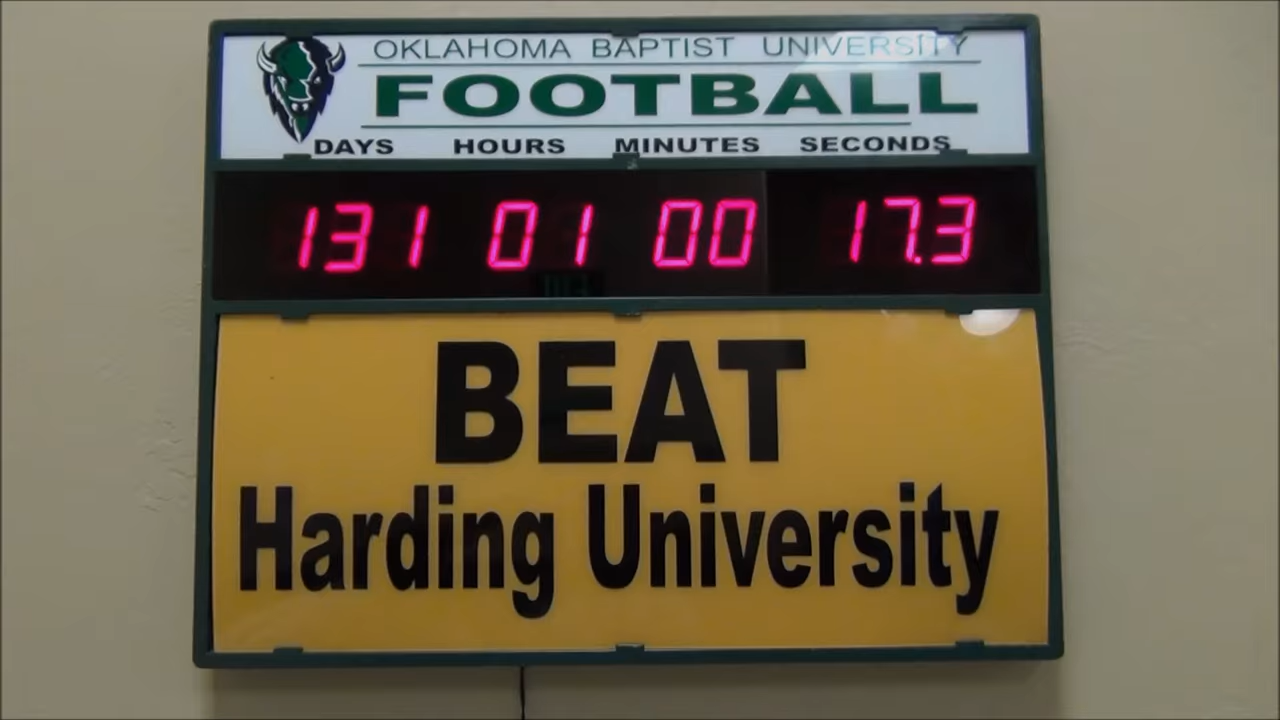 OKLAHOMA BAPTIST UNIVERSITY
FOOTBALL
DAYS HOURS MINUTES SECONDS
131 01 00 17.3
BEAT
Harding University